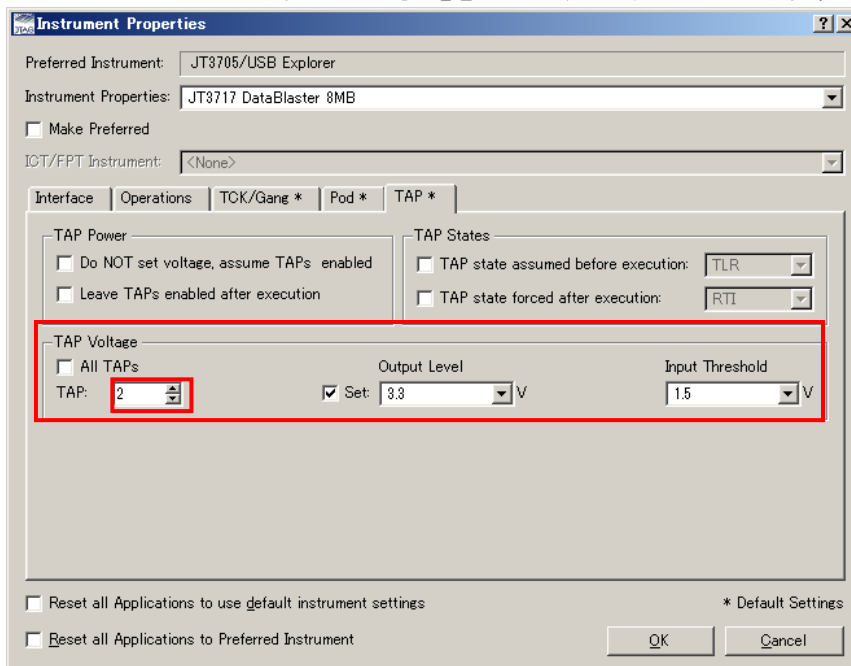 JTAG Instrument Properties
Preferred Instrument: JT3705/USB Explorer
Instrument Properties: JT3717 DataBlaster 8MB
Make Preferred
ICT/FPT Instrument: <None>
Interface Operations TCK/Gang * Pod * TAP *
TAP Power TAP States
Do NOT set voltage, assume TAPs enabled TAP state assumed before execution: TLR
Leave TAPs enabled after execution TAP state forced after execution: RTI
TAP Voltage
All TAPs Output Level Input Threshold
TAP: 2 Set: 3.3 V 1.5 V
Reset all Applications to use default instrument settings * Default Settings
Reset all Applications to Preferred Instrument OK Cancel